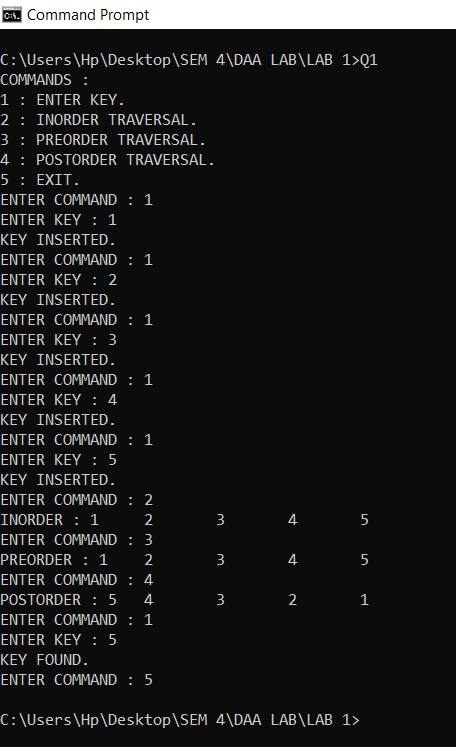 Command Prompt
C:\Users\Hp\Desktop\SEM 4\DAA LAB\LAB 1>Q1
COMMANDS :
1 : ENTER KEY.
2 : INORDER TRAVERSAL.
3 : PREORDER TRAVERSAL.
4 : POSTORDER TRAVERSAL.
5 : EXIT.
ENTER COMMAND : 1
ENTER KEY : 1
KEY INSERTED.
ENTER COMMAND : 1
ENTER KEY : 2
KEY INSERTED.
ENTER COMMAND : 1
ENTER KEY : 3
KEY INSERTED.
ENTER COMMAND : 1
ENTER KEY : 4
KEY INSERTED.
ENTER COMMAND : 1
ENTER KEY : 5
KEY INSERTED.
ENTER COMMAND : 2
INORDER : 1     2       3       4       5
ENTER COMMAND : 3
PREORDER : 1    2       3       4       5
ENTER COMMAND : 4
POSTORDER : 5   4       3       2       1
ENTER COMMAND : 1
ENTER KEY : 5
KEY FOUND.
ENTER COMMAND : 5
C:\Users\Hp\Desktop\SEM 4\DAA LAB\LAB 1>